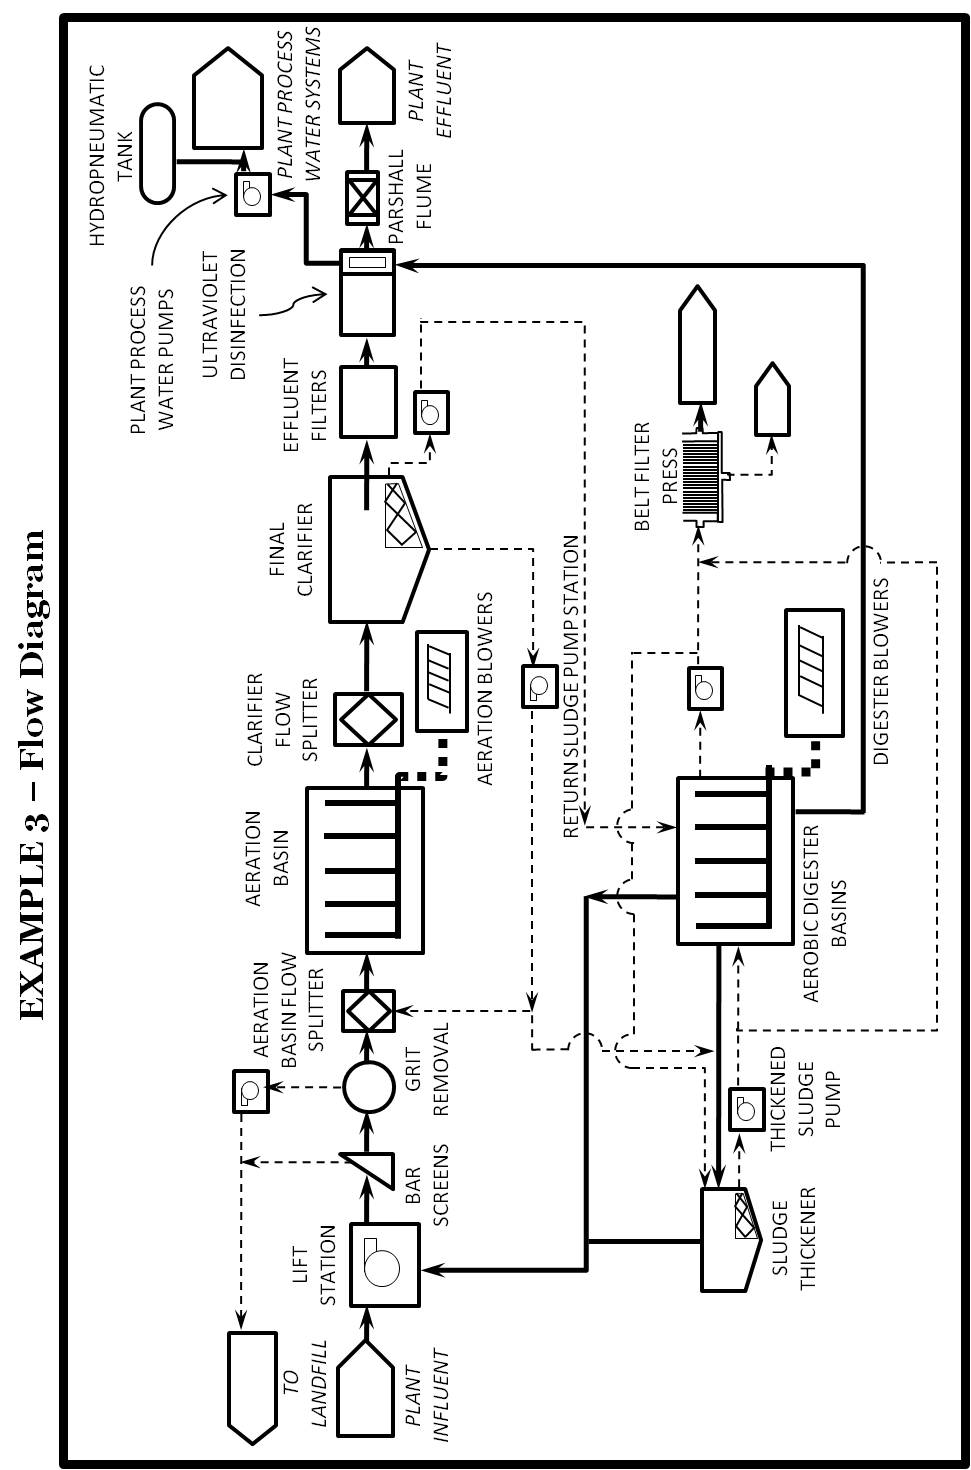 EXAMPLE 3 – Flow Diagram
HYDROPNEUMATIC
TANK
PLANT PROCESS
WATER PUMPS
PLANT PROCESS
WATER SYSTEMS
ULTRAVIOLET
DISINFECTION
TO
LANDFILL
PLANT
INFLUENT
LIFT
STATION
BAR
SCREENS
GRIT
REMOVAL
AERATION
BASIN FLOW
SPLITTER
AERATION
BASIN
CLARIFIER
FLOW
SPLITTER
FINAL
CLARIFIER
EFFLUENT
FILTERS
PARSHALL
FLUME
PLANT
EFFLUENT
AERATION BLOWERS
RETURN SLUDGE PUMP STATION
BELT FILTER
PRESS
SLUDGE
THICKENER
THICKENED
SLUDGE
PUMP
AEROBIC DIGESTER
BASINS
DIGESTER BLOWERS